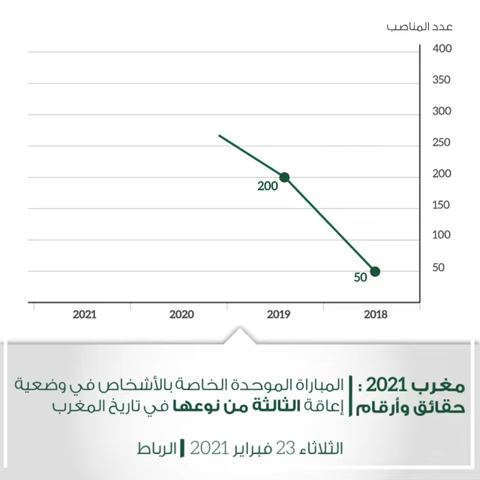 عدد المناصب
400
350
300
250
200
150
100
50
200
50
2018 2019 2020 2021
مغرب 2021 : المباراة الموحدة الخاصة بالأشخاص في وضعية
حقائق وأرقام إعاقة الثالثة من نوعها في تاريخ المغرب
الثلاثاء 23 فبراير 2021 | الرباط